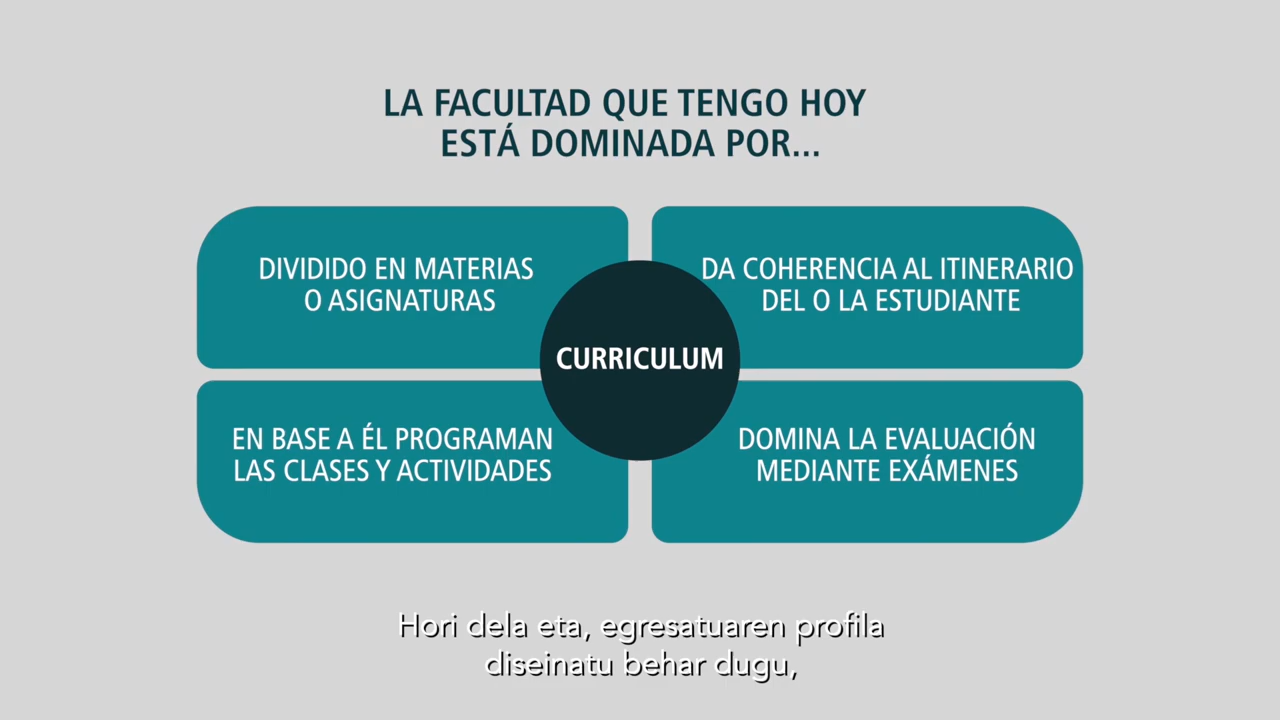 LA FACULTAD QUE TENGO HOY
ESTÁ DOMINADA POR...
DIVIDIDO EN MATERIAS
O ASIGNATURAS
DA COHERENCIA AL ITINERARIO
DEL O LA ESTUDIANTE
CURRICULUM
EN BASE A ÉL PROGRAMAN
LAS CLASES Y ACTIVIDADES
DOMINA LA EVALUACIÓN
MEDIANTE EXÁMENES
Hori dela eta, egresatuaren profila
diseinatu behar dugu,